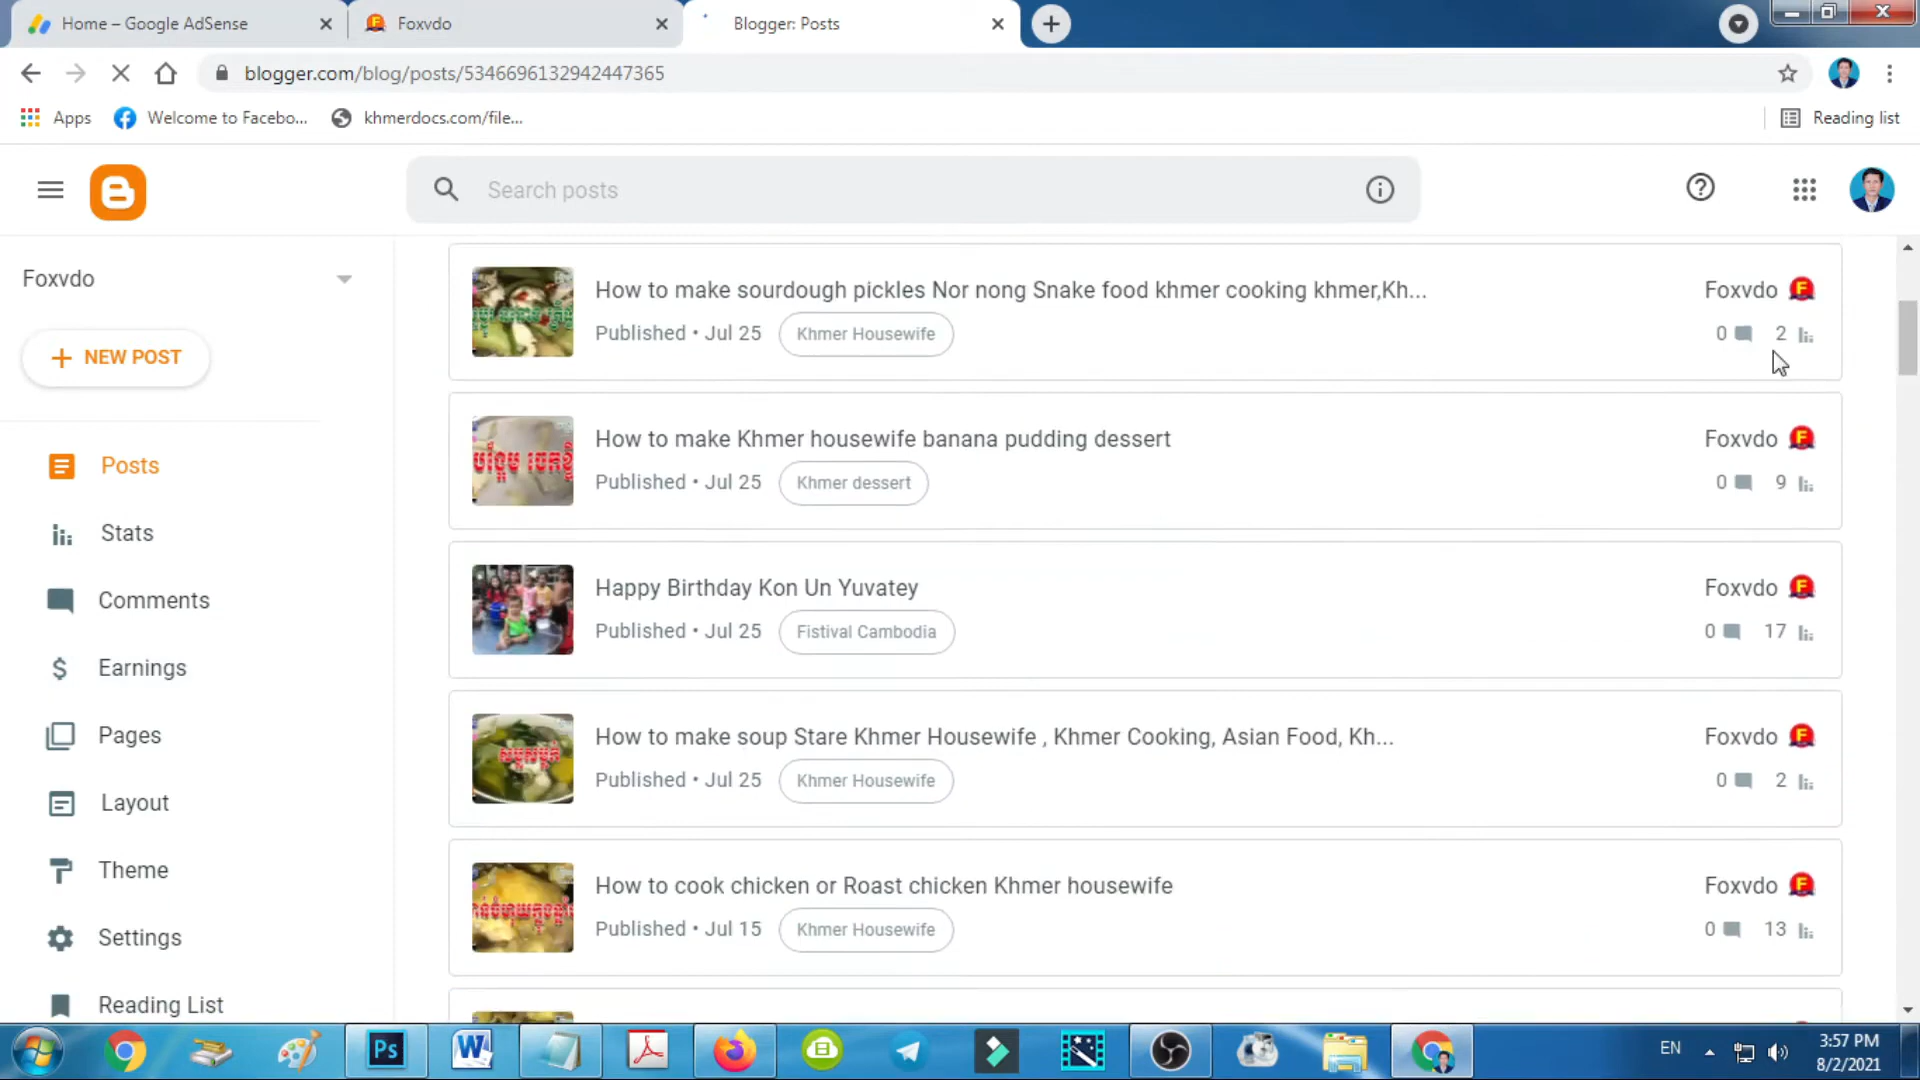 Home – Google AdSense
Foxvdo
Blogger: Posts
blogger.com/blog/posts/5346696132942447365
Apps
Welcome to Facebo...
khmerdocs.com/file...
Reading list
Search posts
Foxvdo
NEW POST
Posts
Stats
Comments
Earnings
Pages
Layout
Theme
Settings
Reading List
How to make sourdough pickles Nor nong Snake food khmer cooking khmer,Kh...
Foxvdo
Published • Jul 25 Khmer Housewife
0 2
How to make Khmer housewife banana pudding dessert
Foxvdo
Published • Jul 25 Khmer dessert
0 9
Happy Birthday Kon Un Yuvatey
Foxvdo
Published • Jul 25 Fistival Cambodia
0 17
How to make soup Stare Khmer Housewife , Khmer Cooking, Asian Food, Kh...
Foxvdo
Published • Jul 25 Khmer Housewife
0 2
How to cook chicken or Roast chicken Khmer housewife
Foxvdo
Published • Jul 15 Khmer Housewife
0 13
Ps
EN
3:57 PM
8/2/2021